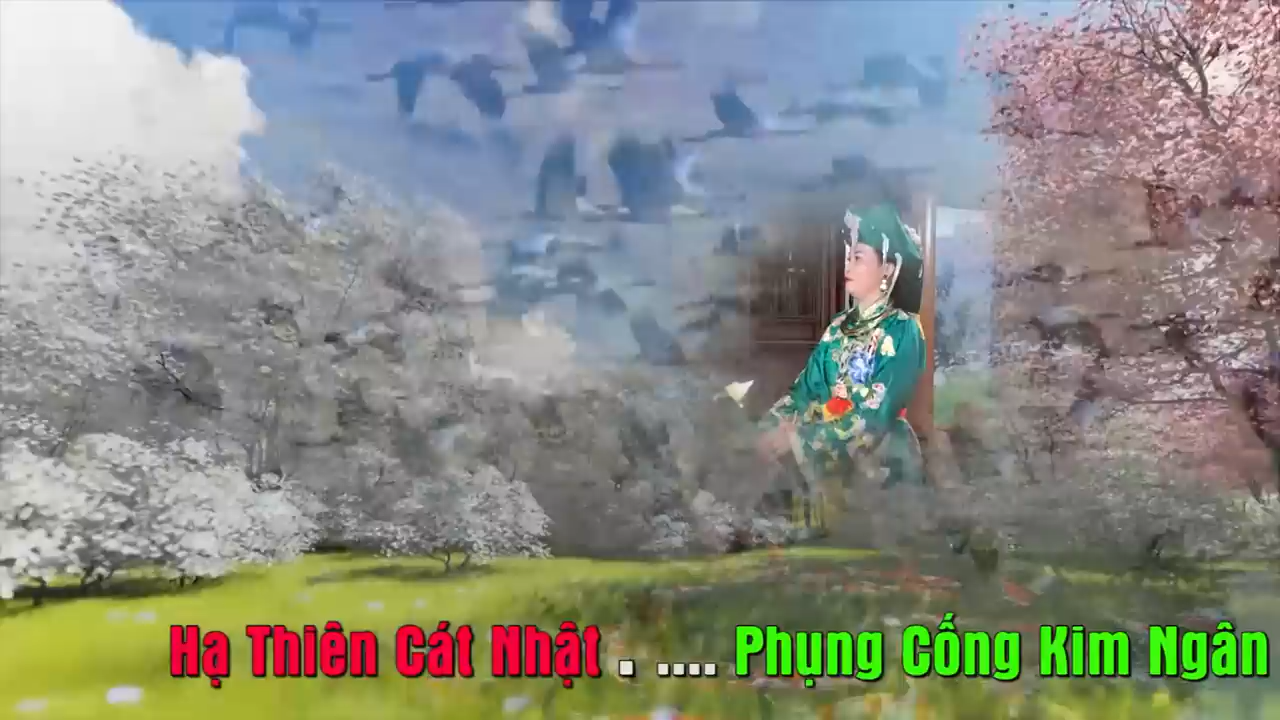 Hạ Thiên Cát Nhật . .... Phụng Cống Kim Ngân